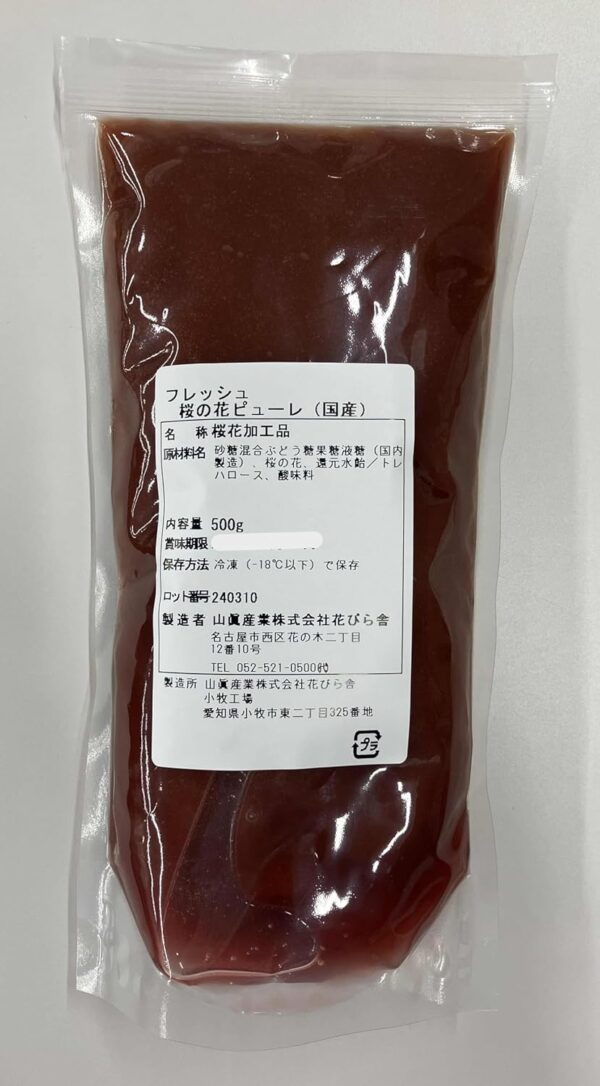 フレッシュ
桜の花ピューレ（国産）
名　称 桜花加工品
原材料名 砂糖混合ぶどう糖果糖液糖（国内
製造）、桜の花、還元水飴／トレ
ハロース、酸味料
内容量 500g
賞味期限
保存方法 冷凍（-18℃以下）で保存
ロット番号 240310
製造者 山眞産業株式会社花びら舎
名古屋市西区花の木二丁目
12番10号
TEL 052-521-0500㈹
製造所 山眞産業株式会社花びら舎
小牧工場
愛知県小牧市東二丁目325番地
プラ